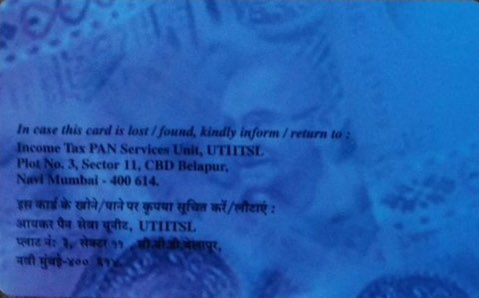 In case this card is lost / found, kindly inform / return to :
Income Tax PAN Services Unit, UTIITSL
Plot No. 3, Sector 11, CBD Belapur,
Navi Mumbai - 400 614.
इस कार्ड के खोने/पाने पर कृपया सूचित करें/लौटाएं :
आयकर पैन सेवा यूनीट, UTIITSL
प्लाट नं: ३, सेक्टर ११ , सी.बी.डी.बेलापुर,
नवी मुंबई-४०० ६१४.